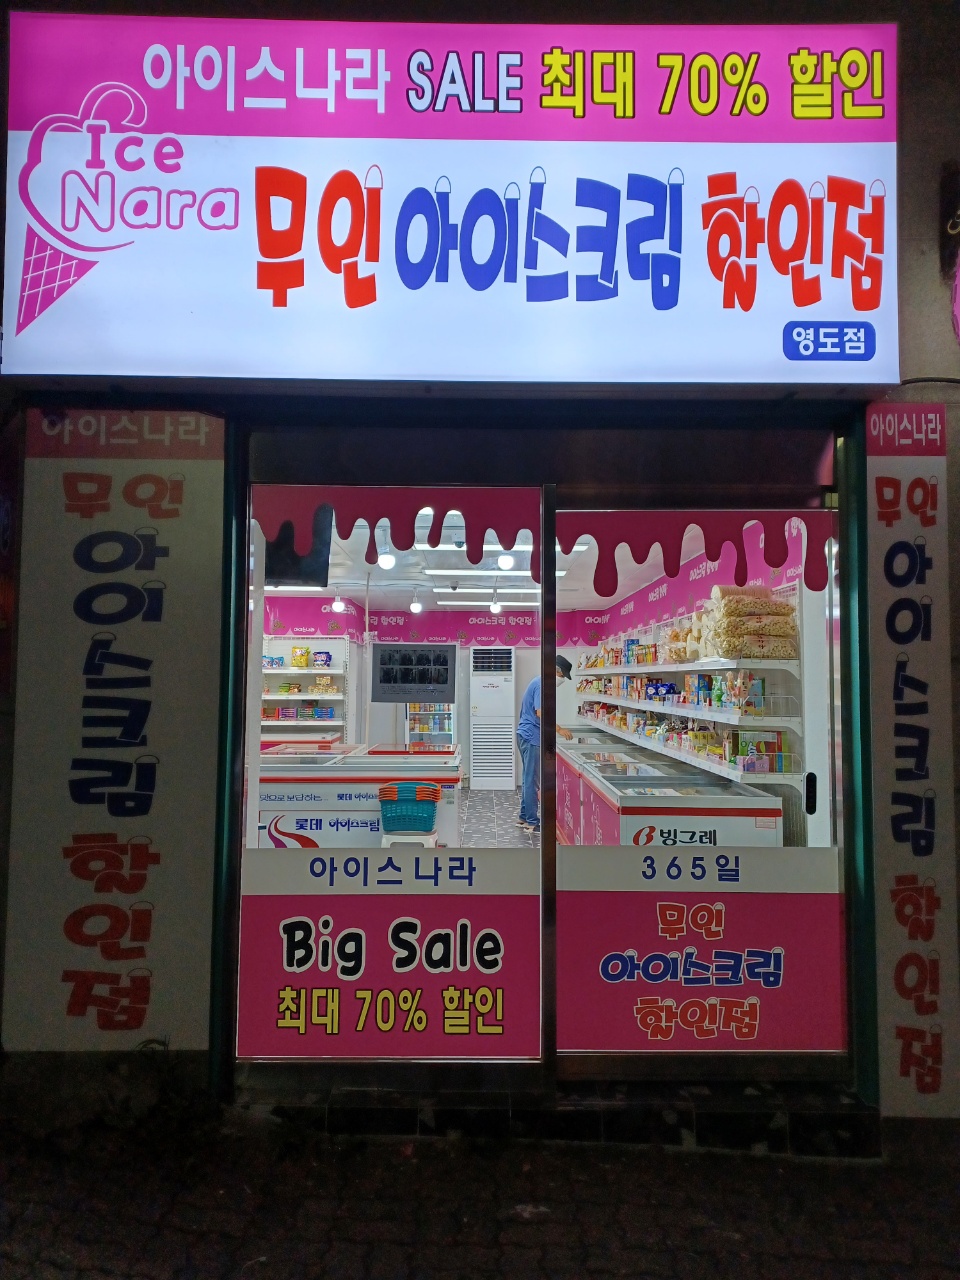 아이스나라 SALE 최대 70% 할인
Ice
Nara
무인 아이스크림 할인점
영도점
아이스나라
무인
아이스크림
할인점
아이스나라
무인
아이스크림
할인점
아이스크림 할인점
롯데 아이스크림
빙그레
아이스나라
365일
Big Sale
최대 70% 할인
무인
아이스크림
할인점